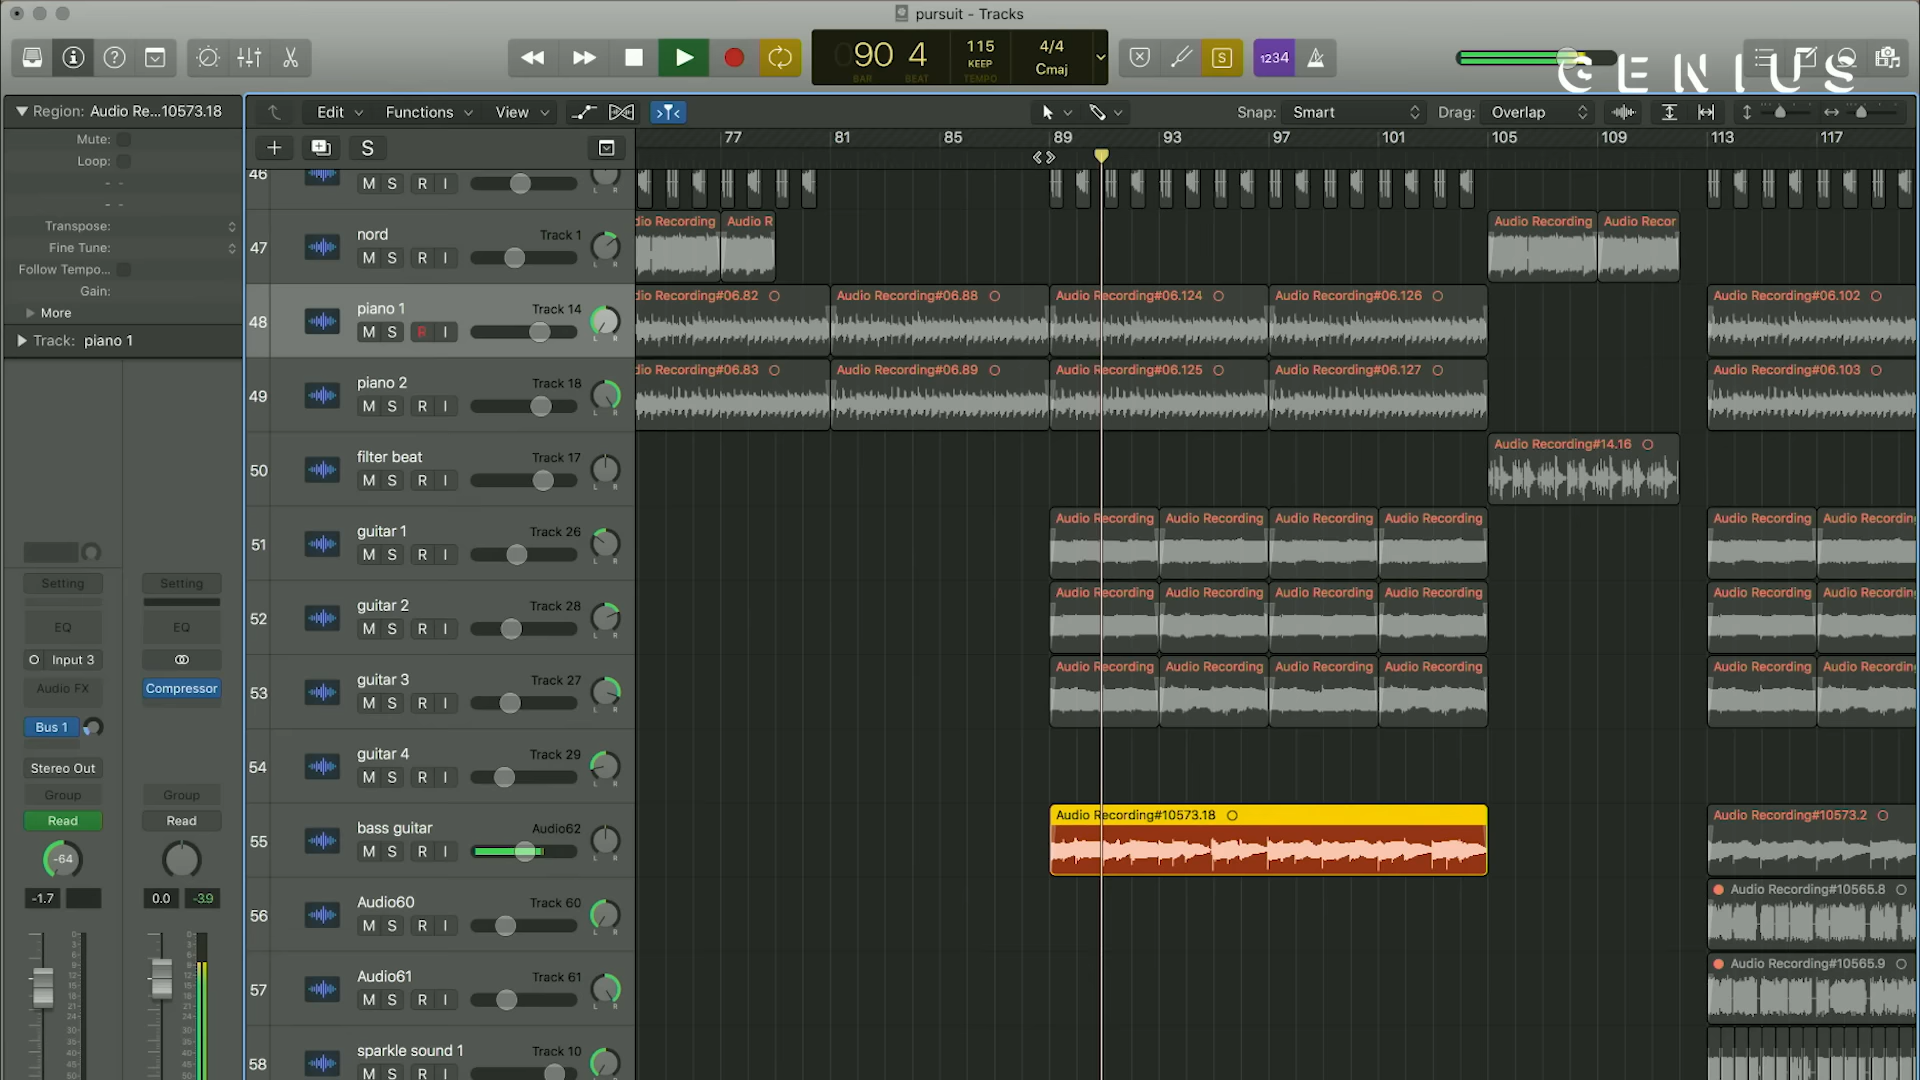 pursuit - Tracks
90 4 115 4/4
KEEP Cmaj
BAR BEAT TEMPO
S 1234
GENIUS
Region: Audio Re...10573.18
Edit Functions View Snap: Smart Drag: Overlap
Mute:
Loop:
- -
- -
Transpose:
Fine Tune:
Follow Tempo...
Gain:
More
Track: piano 1
S
77 81 85 89 93 97 101 105 109 113 117
46 M S R I
47 nord Track 1
M S R I L R
dio Recording Audio R Audio Recording Audio Recor
48 piano 1 Track 14
M S R I L R
dio Recording#06.82 Audio Recording#06.88 Audio Recording#06.124 Audio Recording#06.126 Audio Recording#06.102
49 piano 2 Track 18
M S R I L R
dio Recording#06.83 Audio Recording#06.89 Audio Recording#06.125 Audio Recording#06.127 Audio Recording#06.103
50 filter beat Track 17
M S R I L R
Audio Recording#14.16
51 guitar 1 Track 26
M S R I L R
Audio Recording Audio Recording Audio Recording Audio Recording Audio Recording Audio Recording
52 guitar 2 Track 28
M S R I L R
Audio Recording Audio Recording Audio Recording Audio Recording Audio Recording Audio Recording
53 guitar 3 Track 27
M S R I L R
Audio Recording Audio Recording Audio Recording Audio Recording Audio Recording Audio Recording
54 guitar 4 Track 29
M S R I L R
55 bass guitar Audio62
M S R I L R
Audio Recording#10573.18 Audio Recording#10573.2
56 Audio60 Track 60
M S R I L R
Audio Recording#10565.8
57 Audio61 Track 61
M S R I L R
Audio Recording#10565.9
58 sparkle sound 1 Track 10
M S R I L R
Setting Setting
EQ EQ
Input 3
Audio FX Compressor
Bus 1
Stereo Out
Group Group
Read Read
-64
-1.7 0.0 -3.9